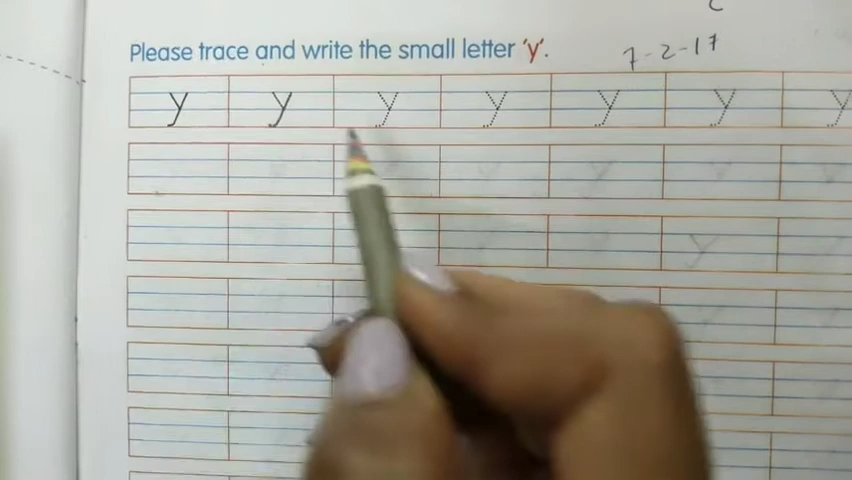 Please trace and write the small letter 'y'.
7-2-17
y y y y y y y
y